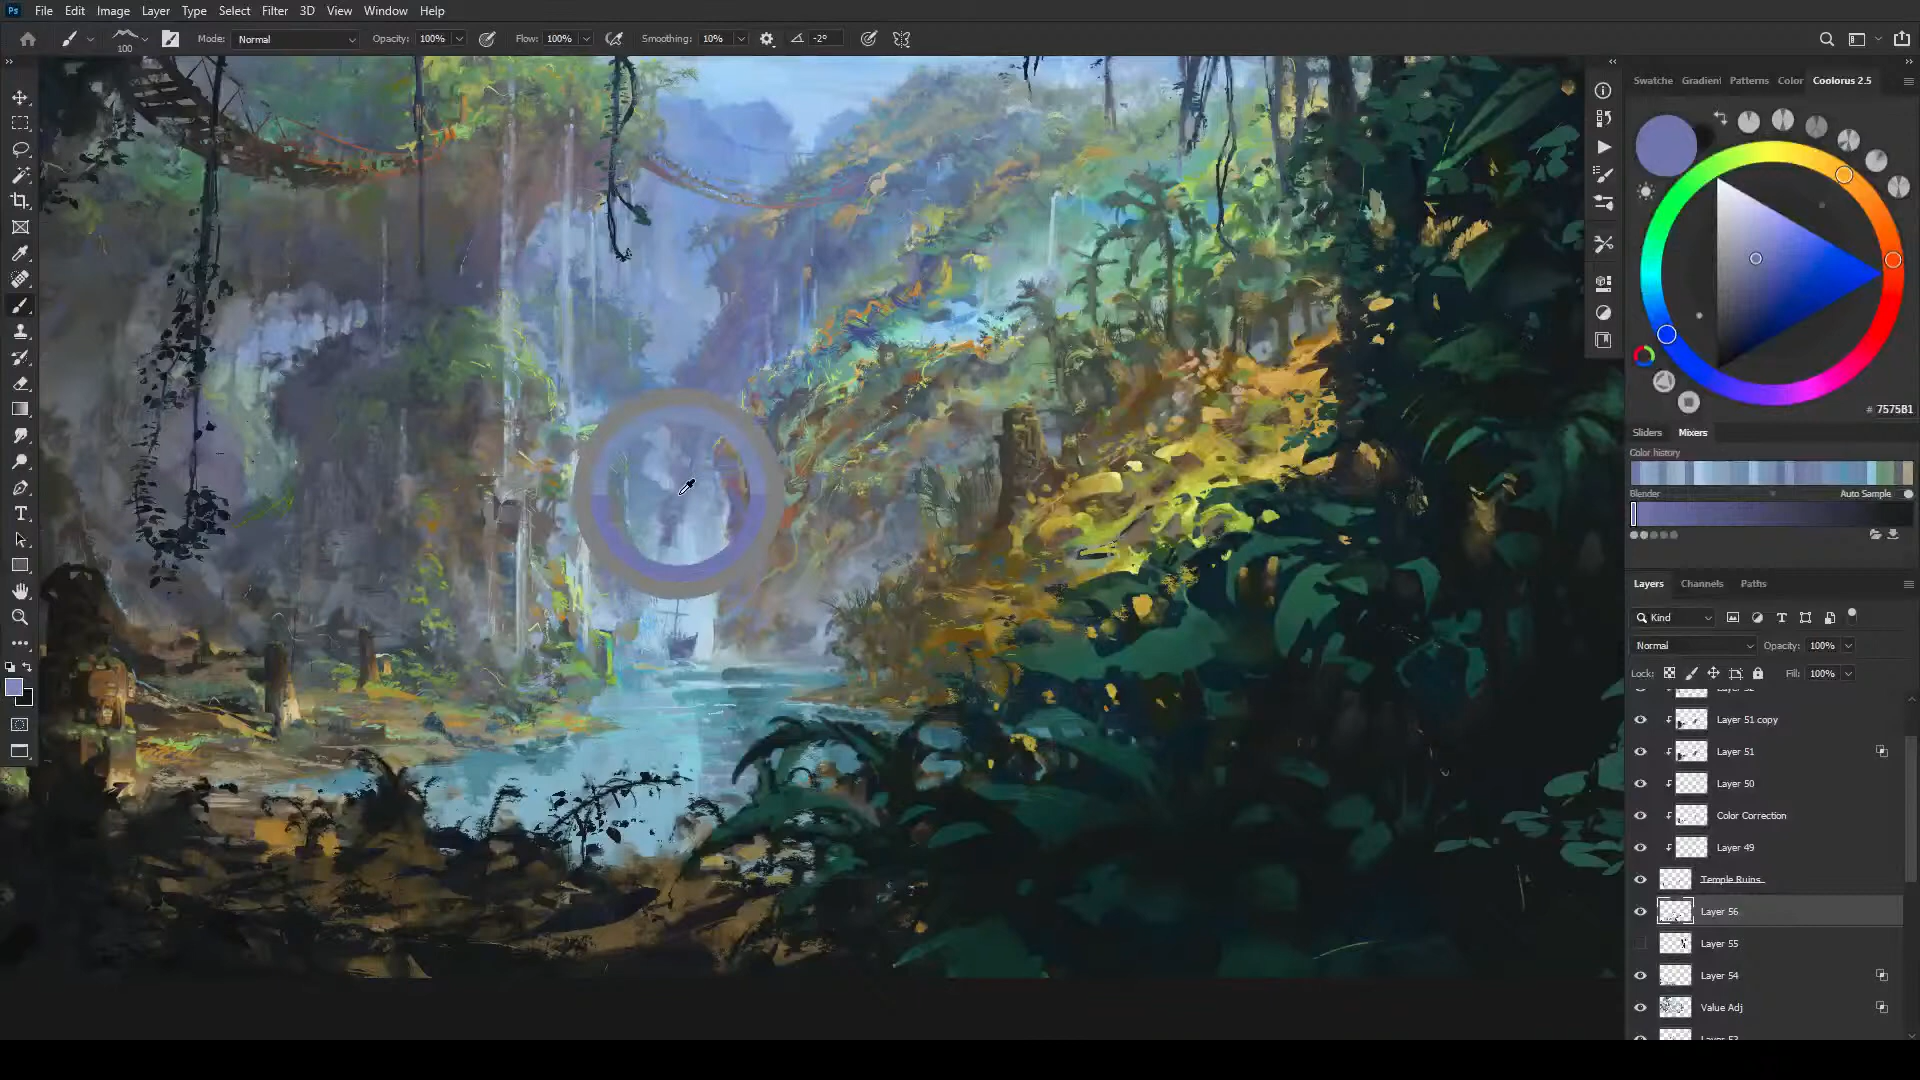 Ps File Edit Image Layer Type Select Filter 3D View Window Help
100 Mode: Normal Opacity: 100% Flow: 100% Smoothing: 10% -2°
Swatche Gradient Patterns Color Coolorus 2.5
# 7575B1
Sliders Mixers
Color history
Blender Auto Sample
Layers Channels Paths
Kind
Normal Opacity: 100%
Lock: Fill: 100%
Layer 51 copy
Layer 51
Layer 50
Color Correction
Layer 49
Temple Ruins
Layer 56
Layer 55
Layer 54
Value Adj